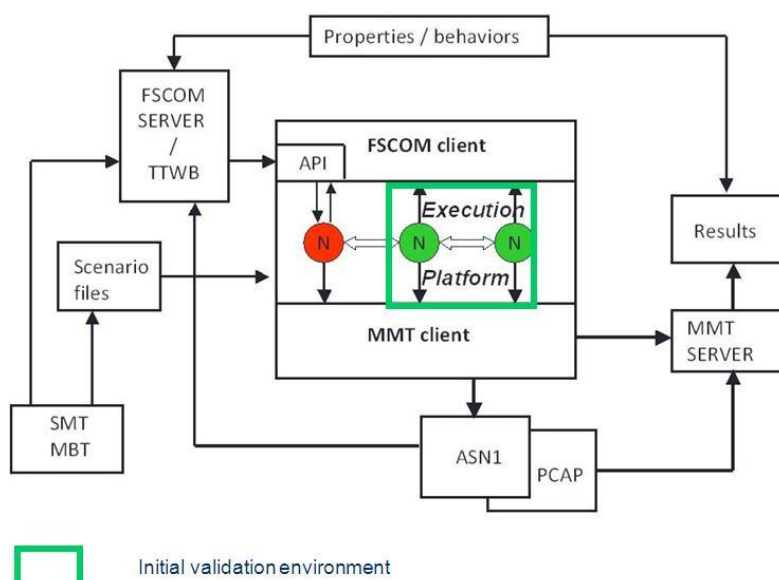 Properties / behaviors
FSCOM
SERVER
/
TTWB
API
FSCOM client
Execution
N
N
N
Platform
Scenario
files
Results
MMT client
MMT
SERVER
SMT
MBT
ASN1
PCAP
Initial validation environment